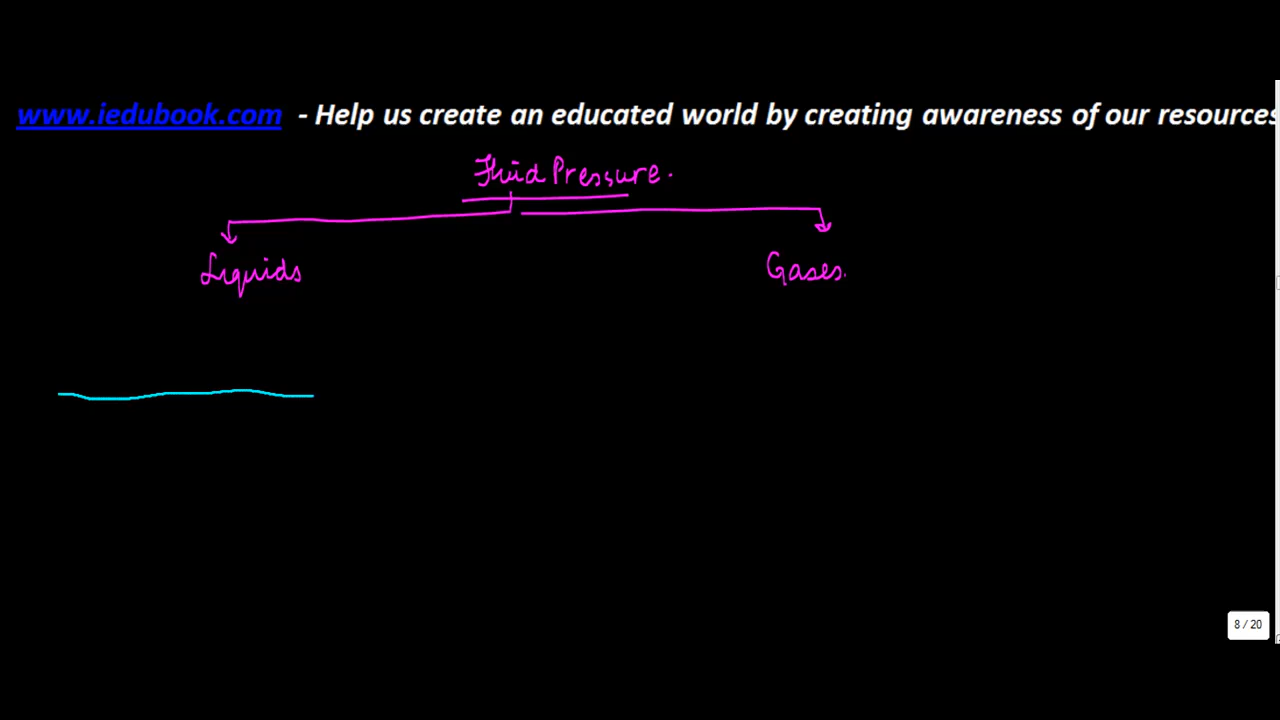 www.iedubook.com - Help us create an educated world by creating awareness of our resources
Fluid Pressure.
Liquids
Gases.
8 / 20